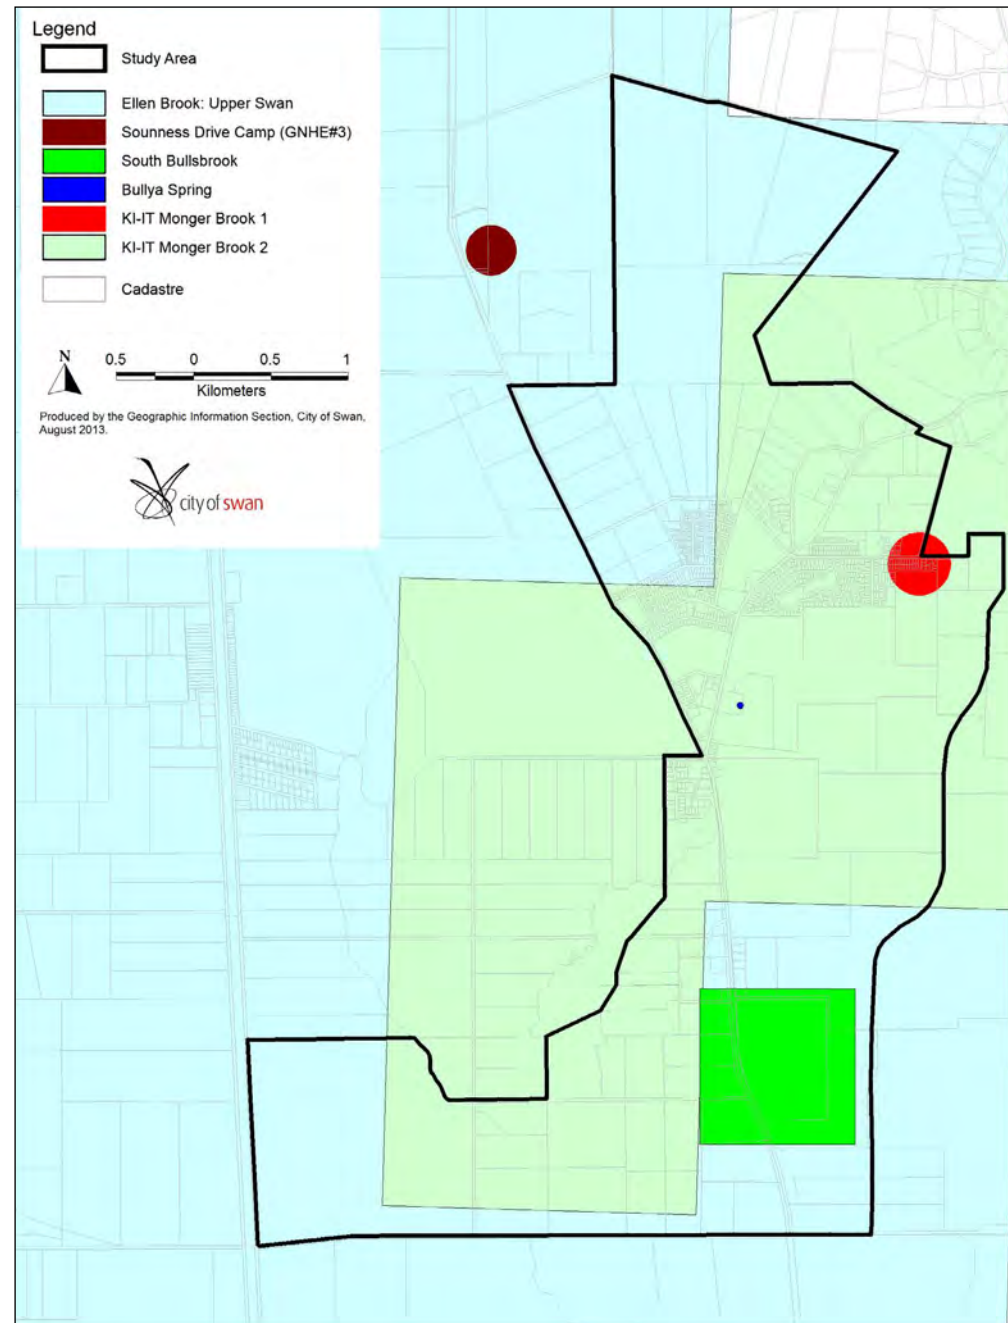 Legend
Study Area
Ellen Brook: Upper Swan
Sounness Drive Camp (GNHE#3)
South Bullsbrook
Bullya Spring
KI-IT Monger Brook 1
KI-IT Monger Brook 2
Cadastre
N
0.5 0 0.5 1
Kilometers
Produced by the Geographic Information Section, City of Swan,
August 2013.
city of swan